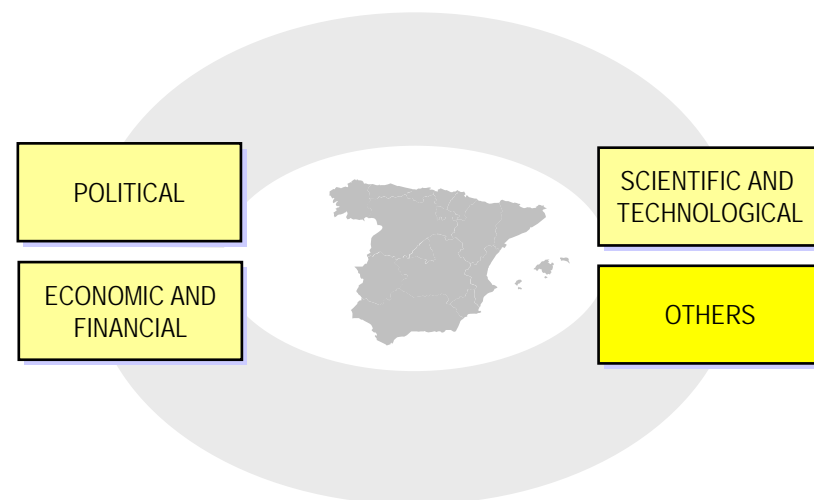 POLITICAL
ECONOMIC AND
FINANCIAL
SCIENTIFIC AND
TECHNOLOGICAL
OTHERS